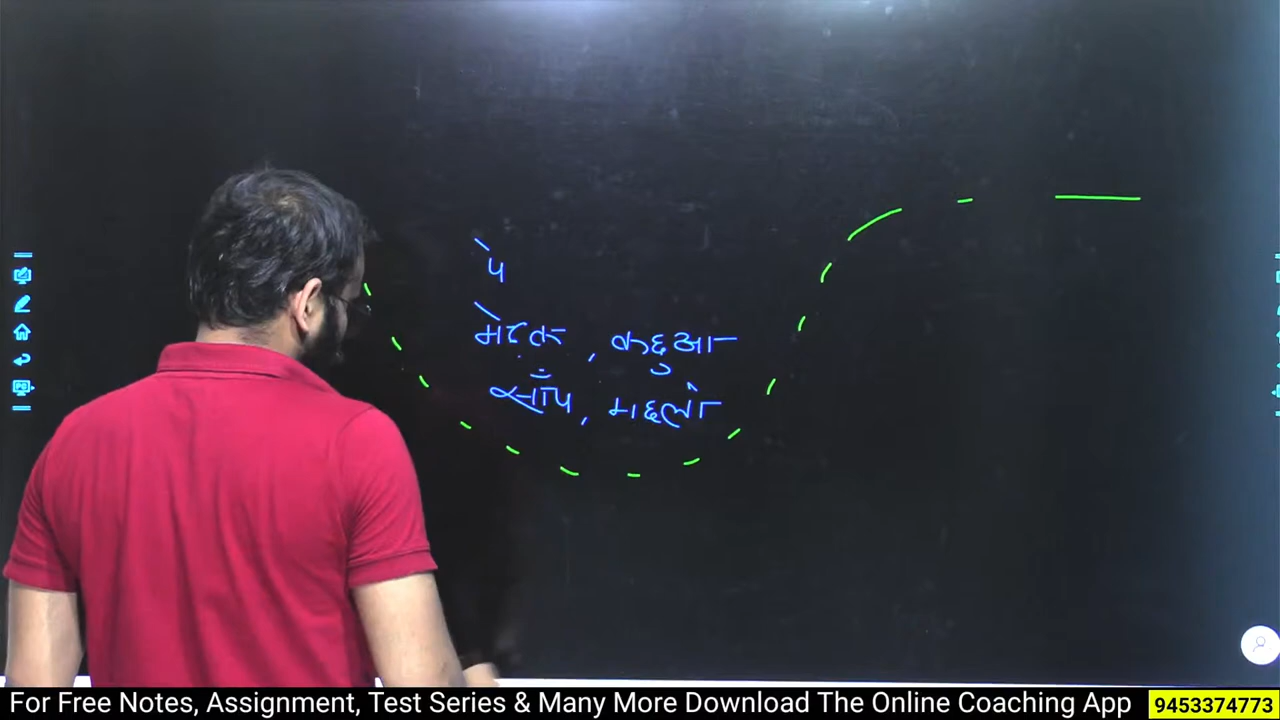 प
मेढक , कछुआ
साँप , मछली
For Free Notes, Assignment, Test Series & Many More Download The Online Coaching App 9453374773